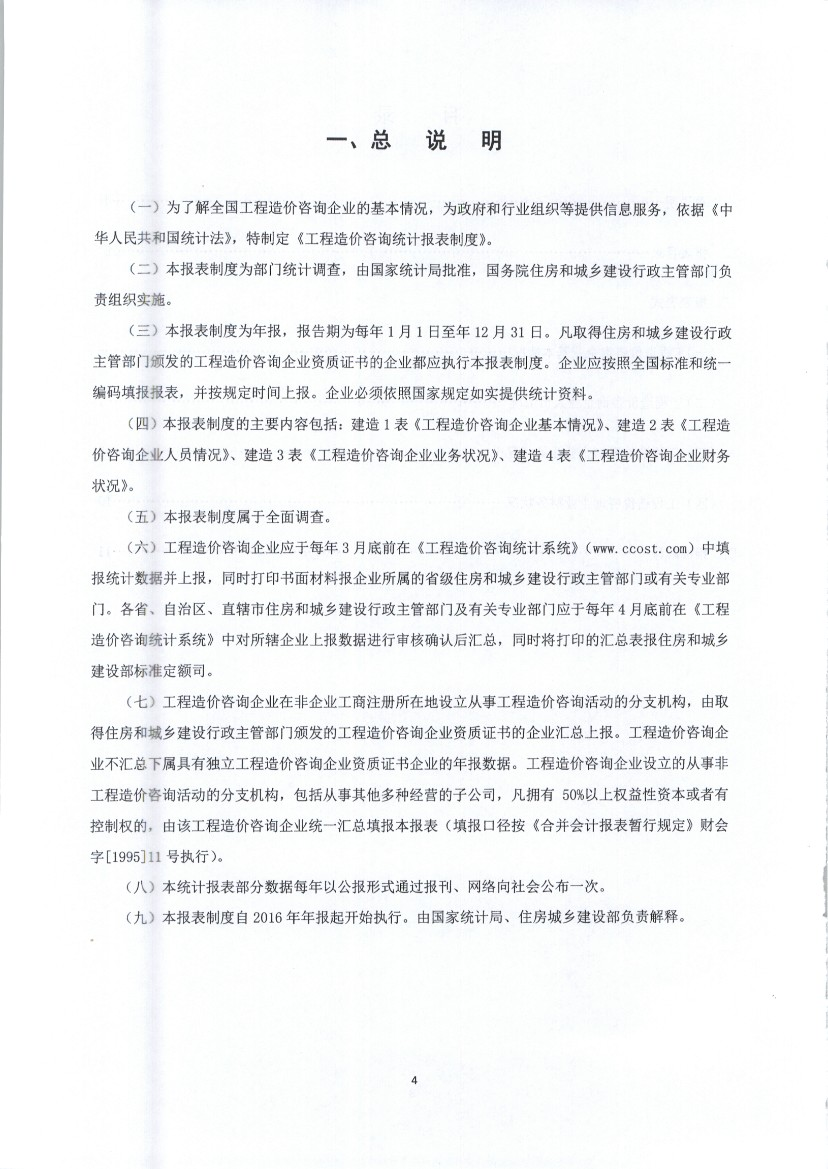 一、总 说 明
（一）为了解全国工程造价咨询企业的基本情况，为政府和行业组织等提供信息服务，依据《中
华人民共和国统计法》，特制定《工程造价咨询统计报表制度》。
（二）本报表制度为部门统计调查，由国家统计局批准，国务院住房和城乡建设行政主管部门负
责组织实施。
（三）本报表制度为年报，报告期为每年 1 月 1 日至年 12 月 31 日。凡取得住房和城乡建设行政
主管部门颁发的工程造价咨询企业资质证书的企业都应执行本报表制度。企业应按照全国标准和统一
编码填报报表，并按规定时间上报。企业必须依照国家规定如实提供统计资料。
（四）本报表制度的主要内容包括：建造 1 表《工程造价咨询企业基本情况》、建造 2 表《工程造
价咨询企业人员情况》、建造 3 表《工程造价咨询企业业务状况》、建造 4 表《工程造价咨询企业财务
状况》。
（五）本报表制度属于全面调查。
（六）工程造价咨询企业应于每年 3 月底前在《工程造价咨询统计系统》（www.ccost.com）中填
报统计数据并上报，同时打印书面材料报企业所属的省级住房和城乡建设行政主管部门或有关专业部
门。各省、自治区、直辖市住房和城乡建设行政主管部门及有关专业部门应于每年 4 月底前在《工程
造价咨询统计系统》中对所辖企业上报数据进行审核确认后汇总，同时将打印的汇总表报住房和城乡
建设部标准定额司。
（七）工程造价咨询企业在非企业工商注册所在地设立从事工程造价咨询活动的分支机构，由取
得住房和城乡建设行政主管部门颁发的工程造价咨询企业资质证书的企业汇总上报。工程造价咨询企
业不汇总下属具有独立工程造价咨询企业资质证书企业的年报数据。工程造价咨询企业设立的从事非
工程造价咨询活动的分支机构，包括从事其他多种经营的子公司，凡拥有 50%以上权益性资本或者有
控制权的，由该工程造价咨询企业统一汇总填报本报表（填报口径按《合并会计报表暂行规定》财会
字[1995]11 号执行）。
（八）本统计报表部分数据每年以公报形式通过报刊、网络向社会公布一次。
（九）本报表制度自 2016 年年报起开始执行。由国家统计局、住房城乡建设部负责解释。
4